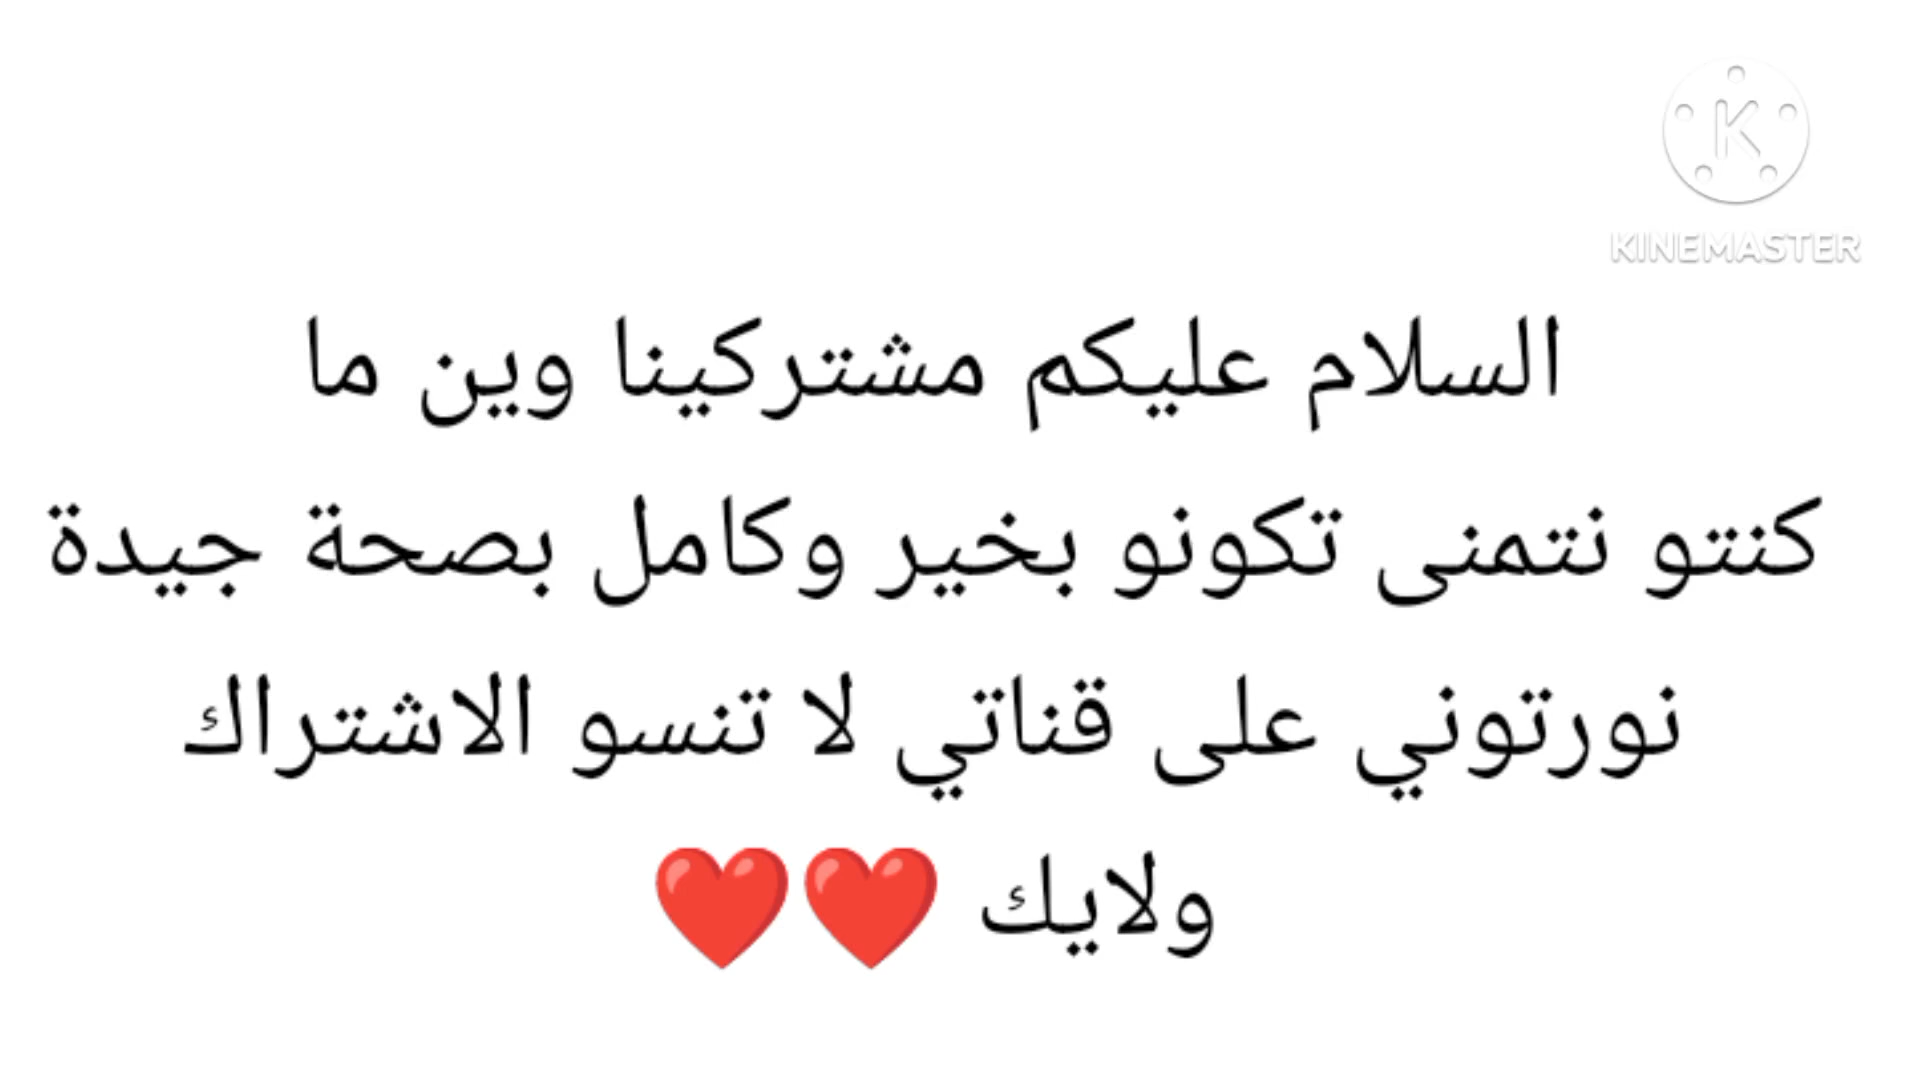 KINEMASTER
السلام عليكم مشتركينا وين ما
كنتو نتمنى تكونو بخير وكامل بصحة جيدة
نورتوني على قناتي لا تنسو الاشتراك
ولايك ❤️❤️